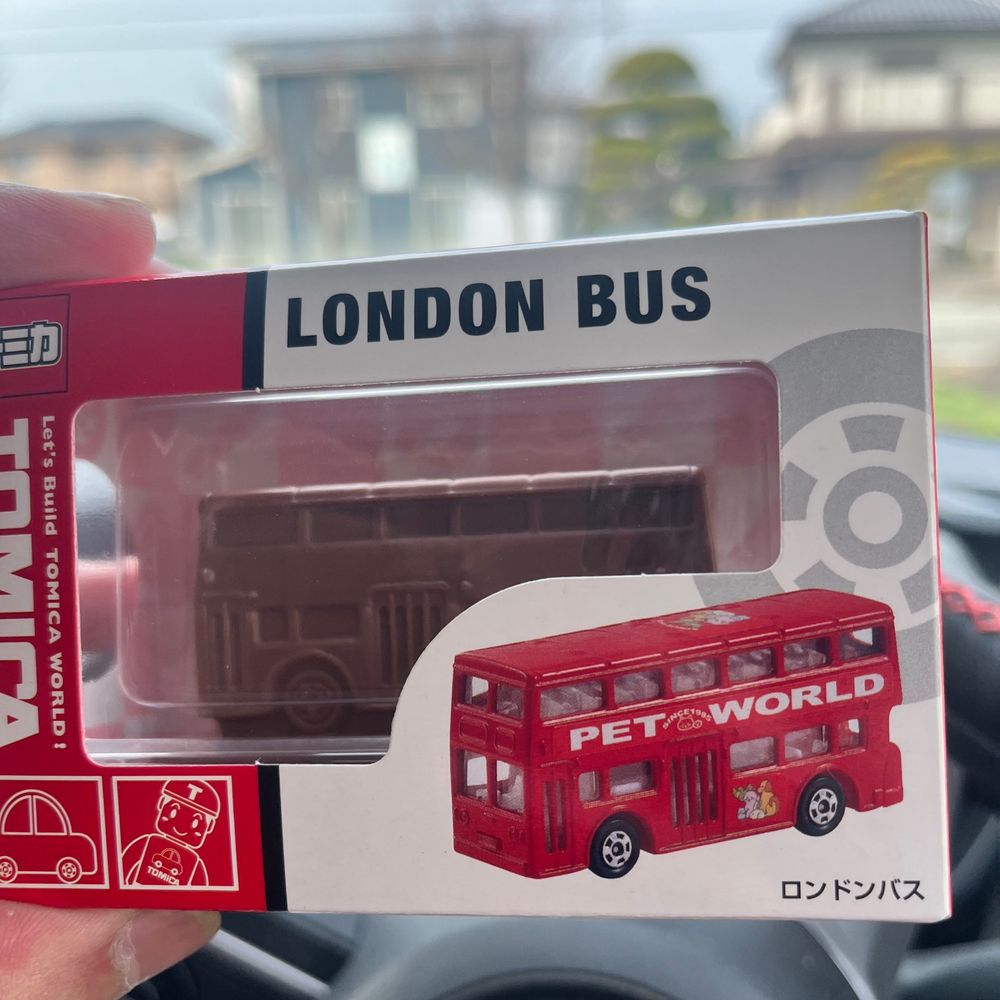 LONDON BUS
ミカ
Let's Build TOMICA WORLD!
TOMICA
PET WORLD
SINCE1985
T
TOMICA
ロンドンバス